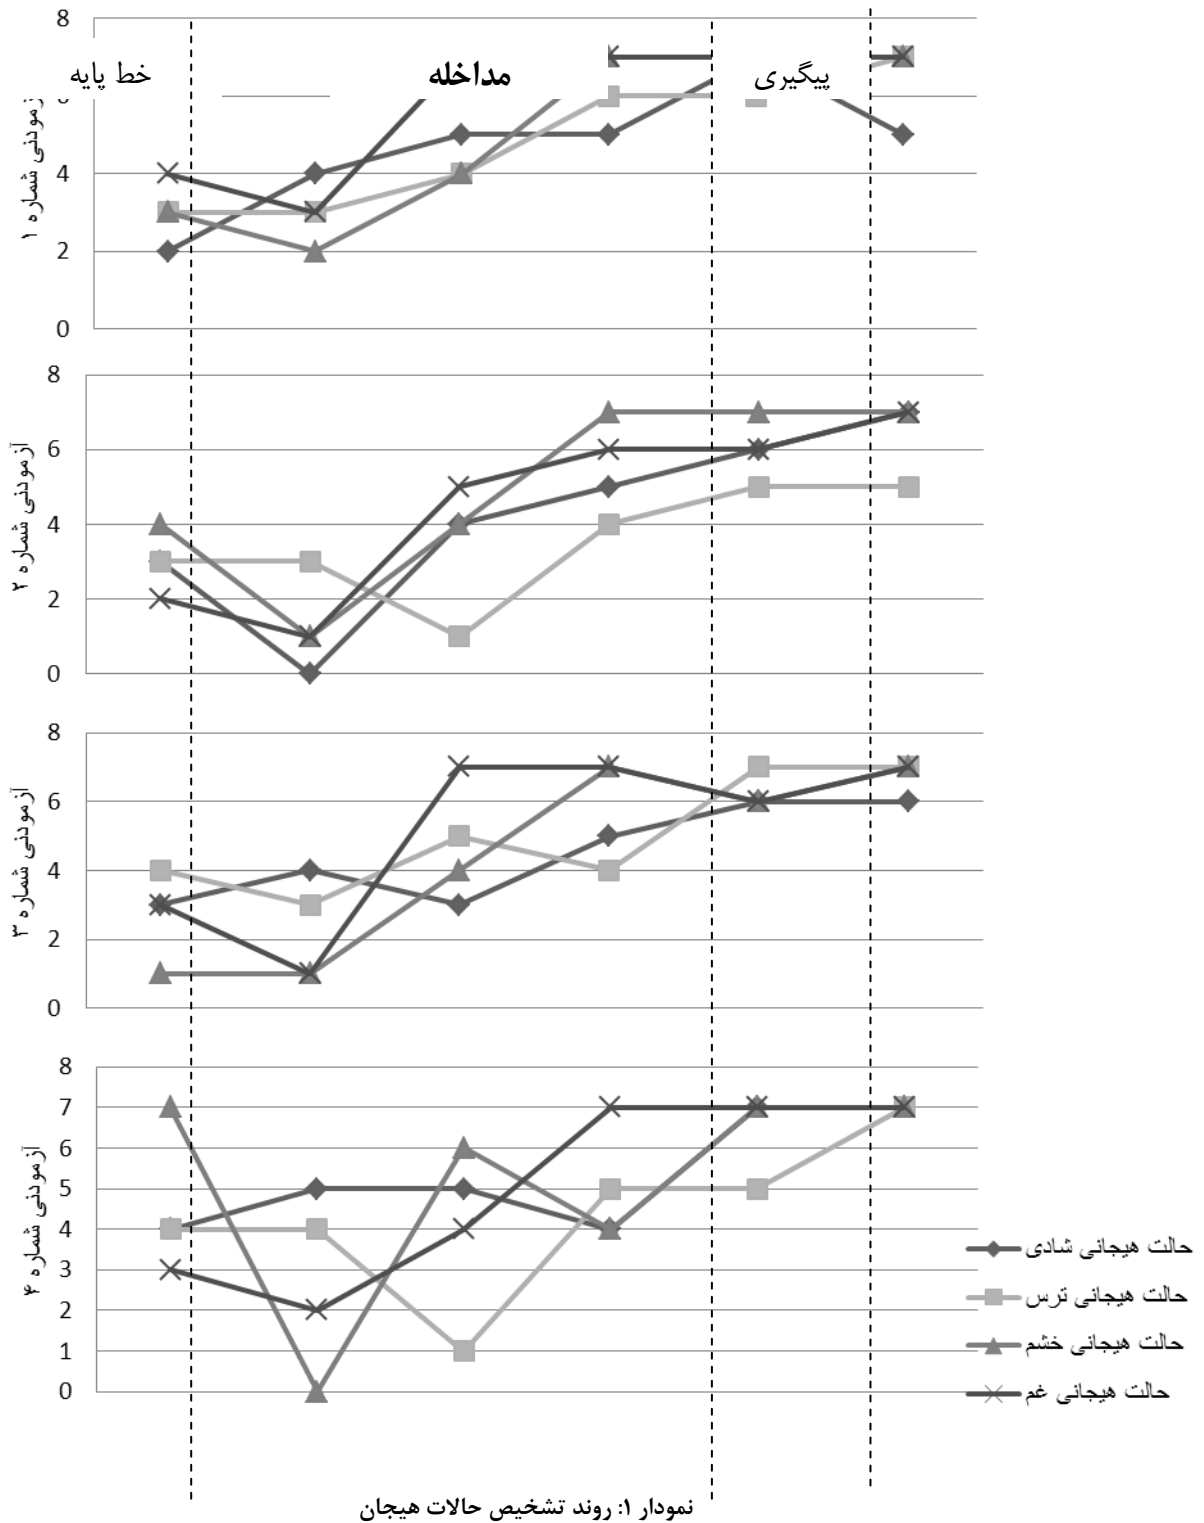 8
خط پایه مداخله پیگیری
6
4
2
0
آزمودنی شماره ۱
8
6
4
2
0
آزمودنی شماره ۲
8
6
4
2
0
آزمودنی شماره ۳
8
7
6
5
4
3
2
1
0
آزمودنی شماره ۴
حالت هیجانی شادی
حالت هیجانی ترس
حالت هیجانی خشم
حالت هیجانی غم
نمودار ۱: روند تشخیص حالات هیجان